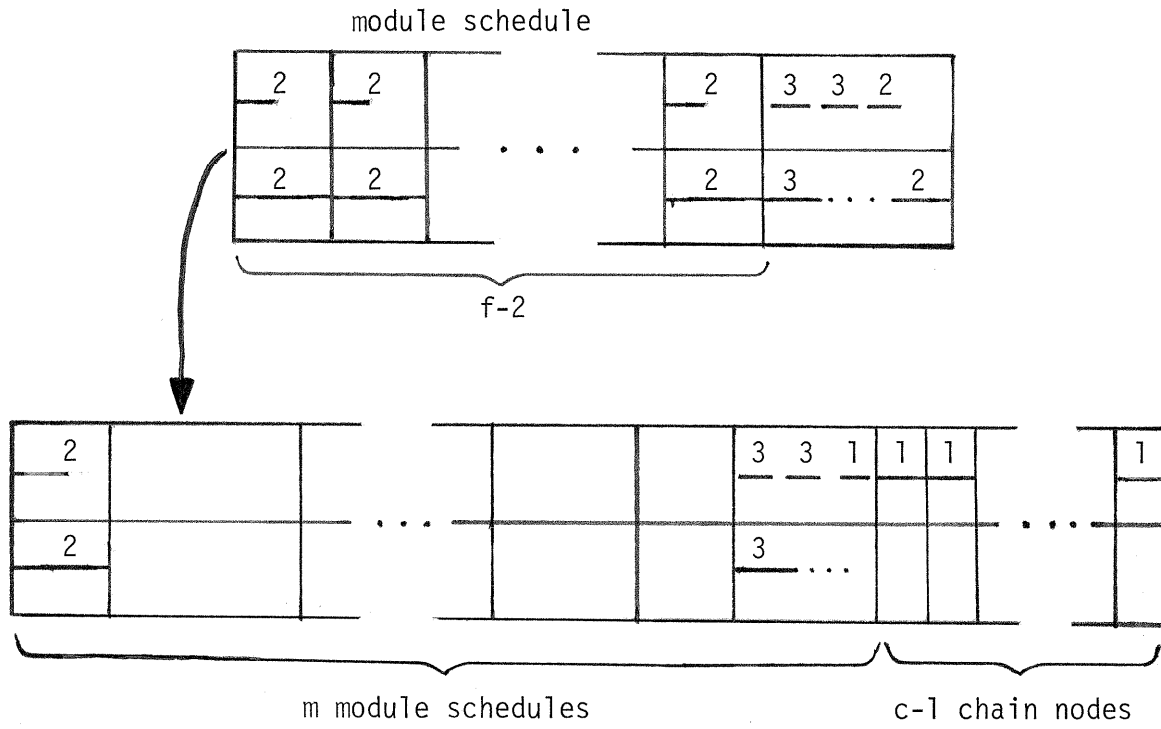 module schedule
2 2 2 3 3 2
. . .
2 2 2 3 . . . . 2
f-2
2 3 3 1 1 1 1
. . . . . .
2 3 . . .
m module schedules c-1 chain nodes